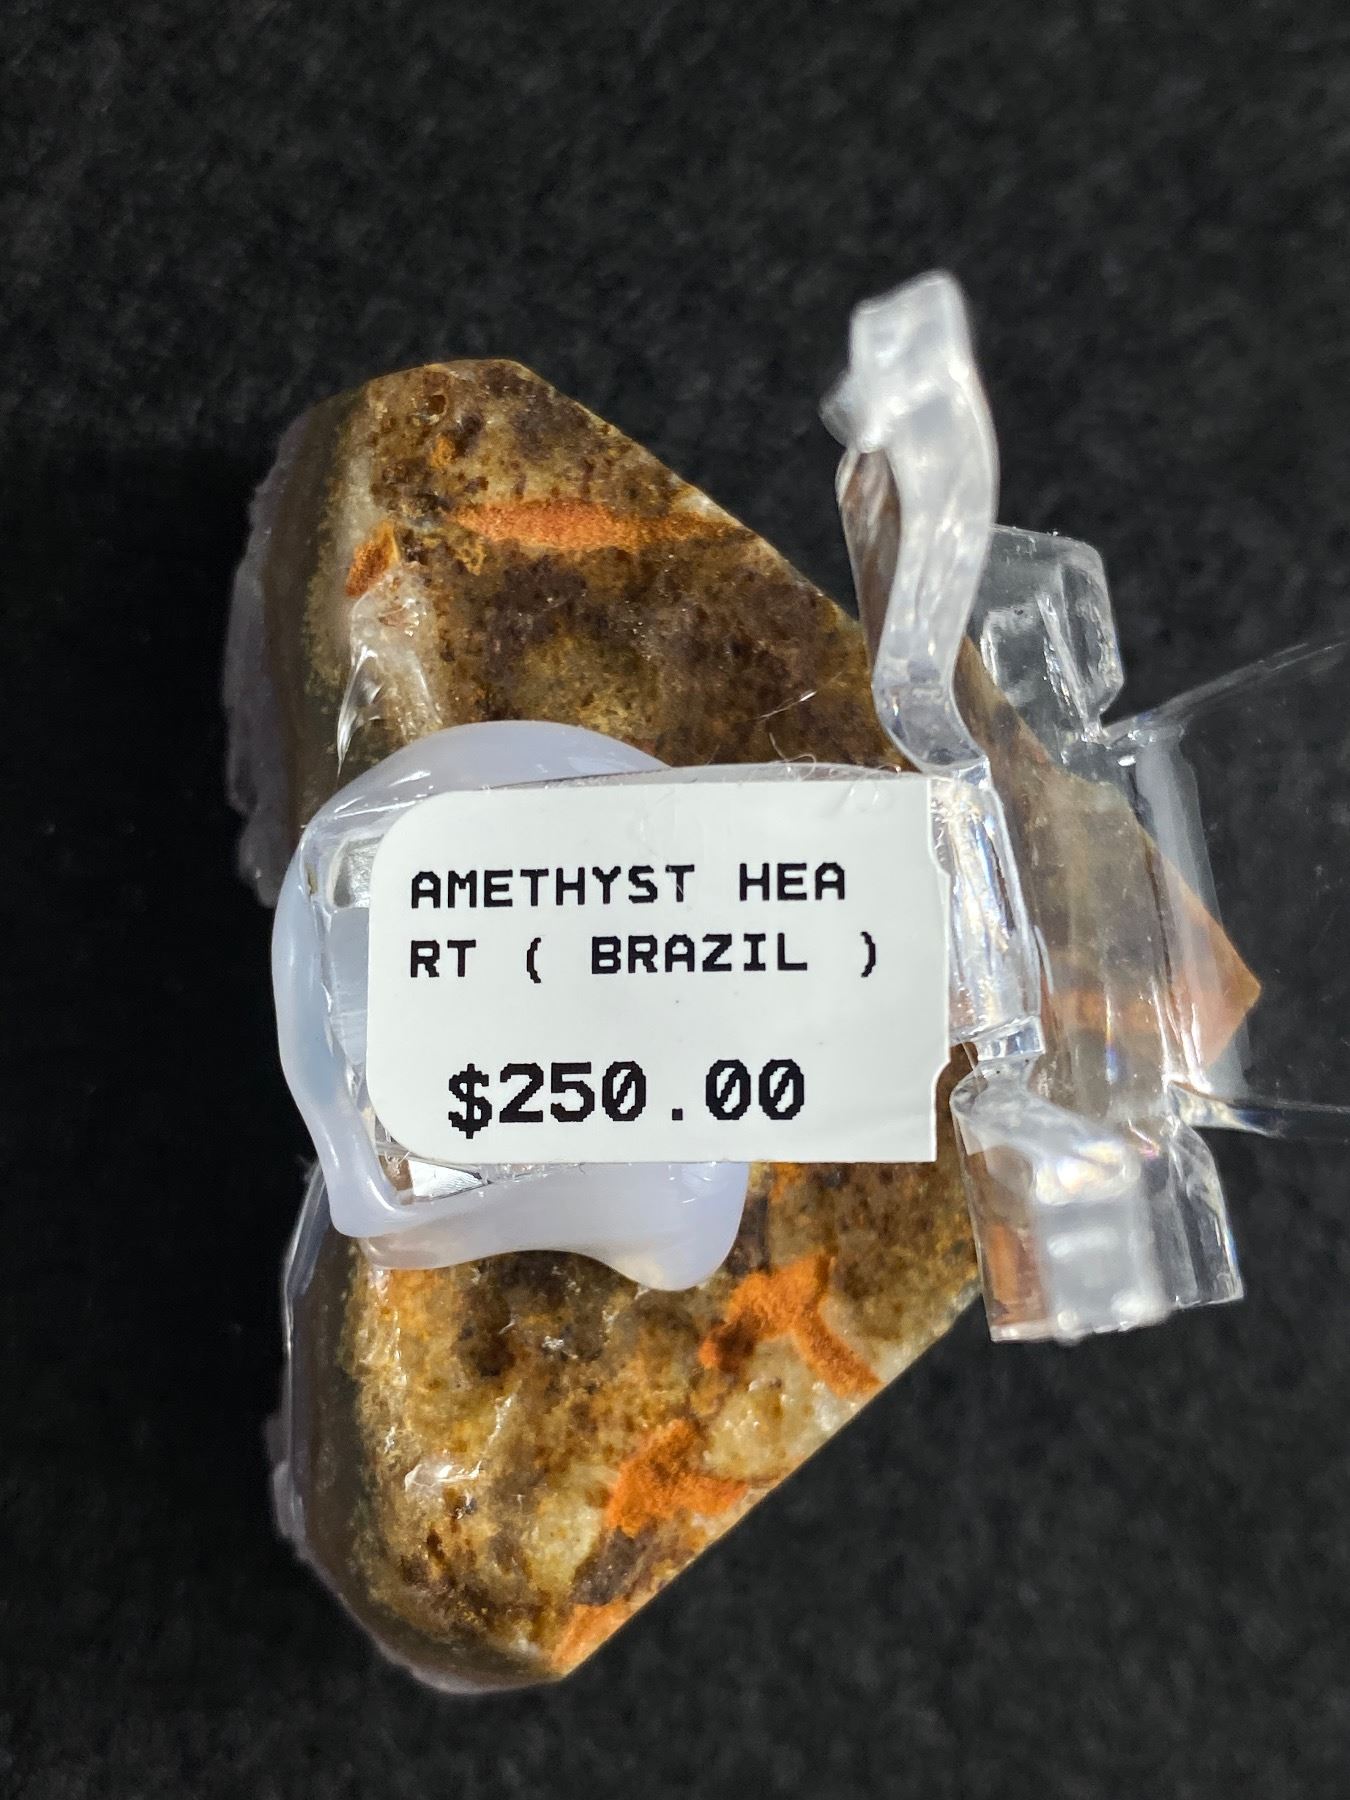 AMETHYST HEA
RT ( BRAZIL )
$250.00